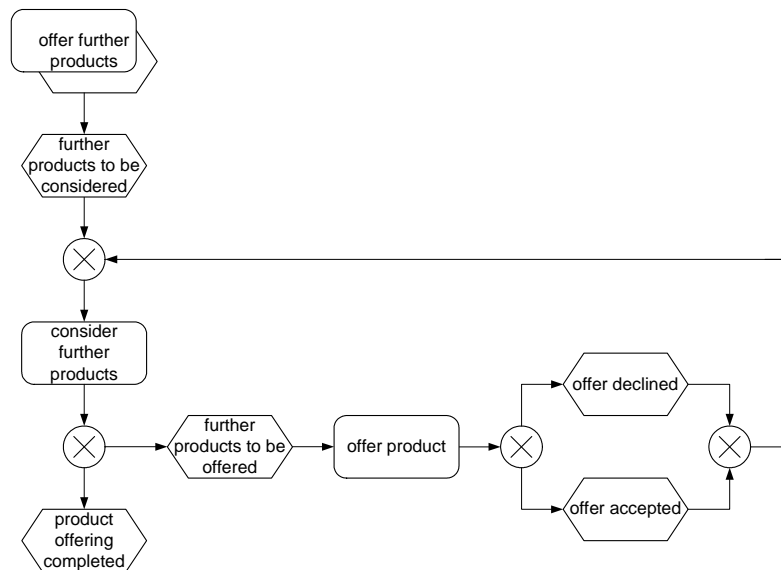 offer further
products
further
products to be
considered
consider
further
products
further
products to be
offered
offer product
offer declined
offer accepted
product
offering
completed